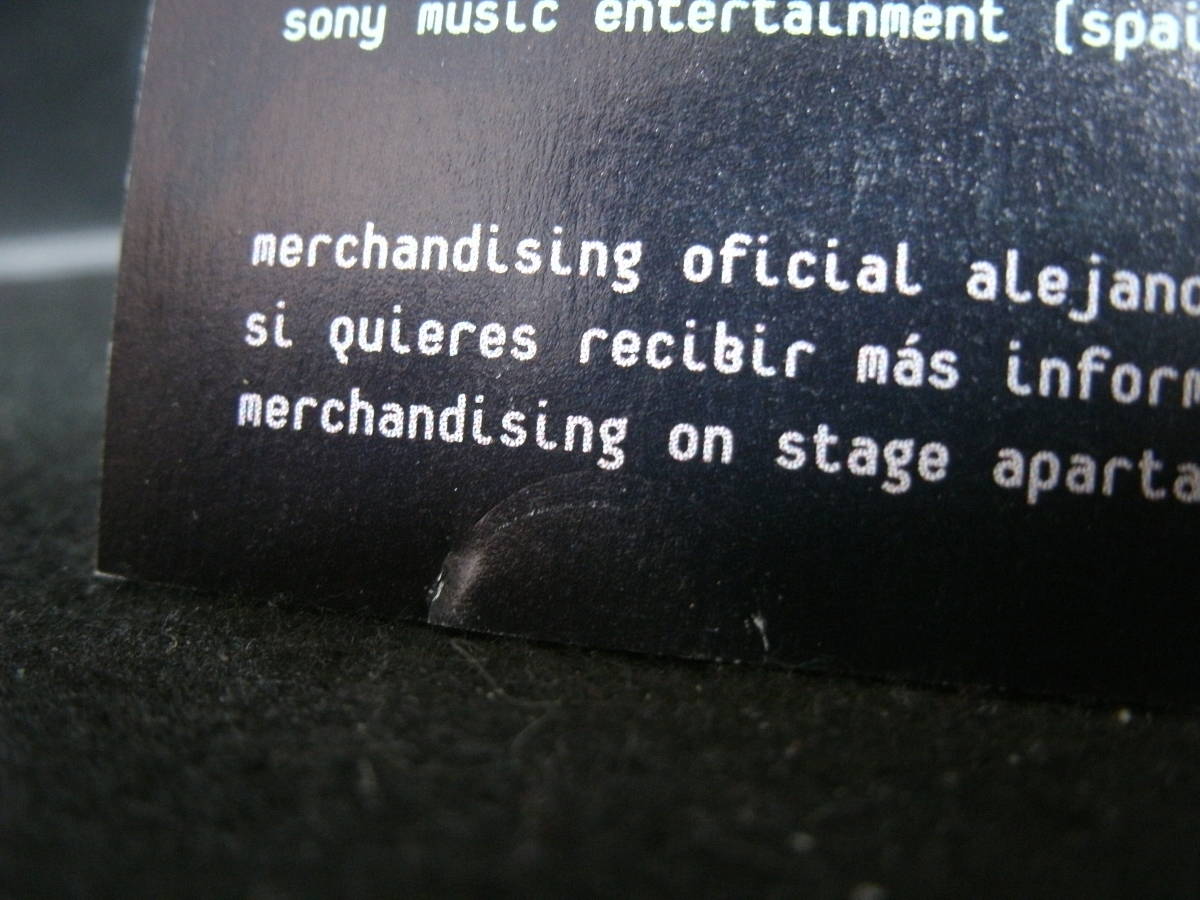 sony music entertainment (spai
merchandising oficial alejand
si quieres recibir más inform
merchandising on stage aparta